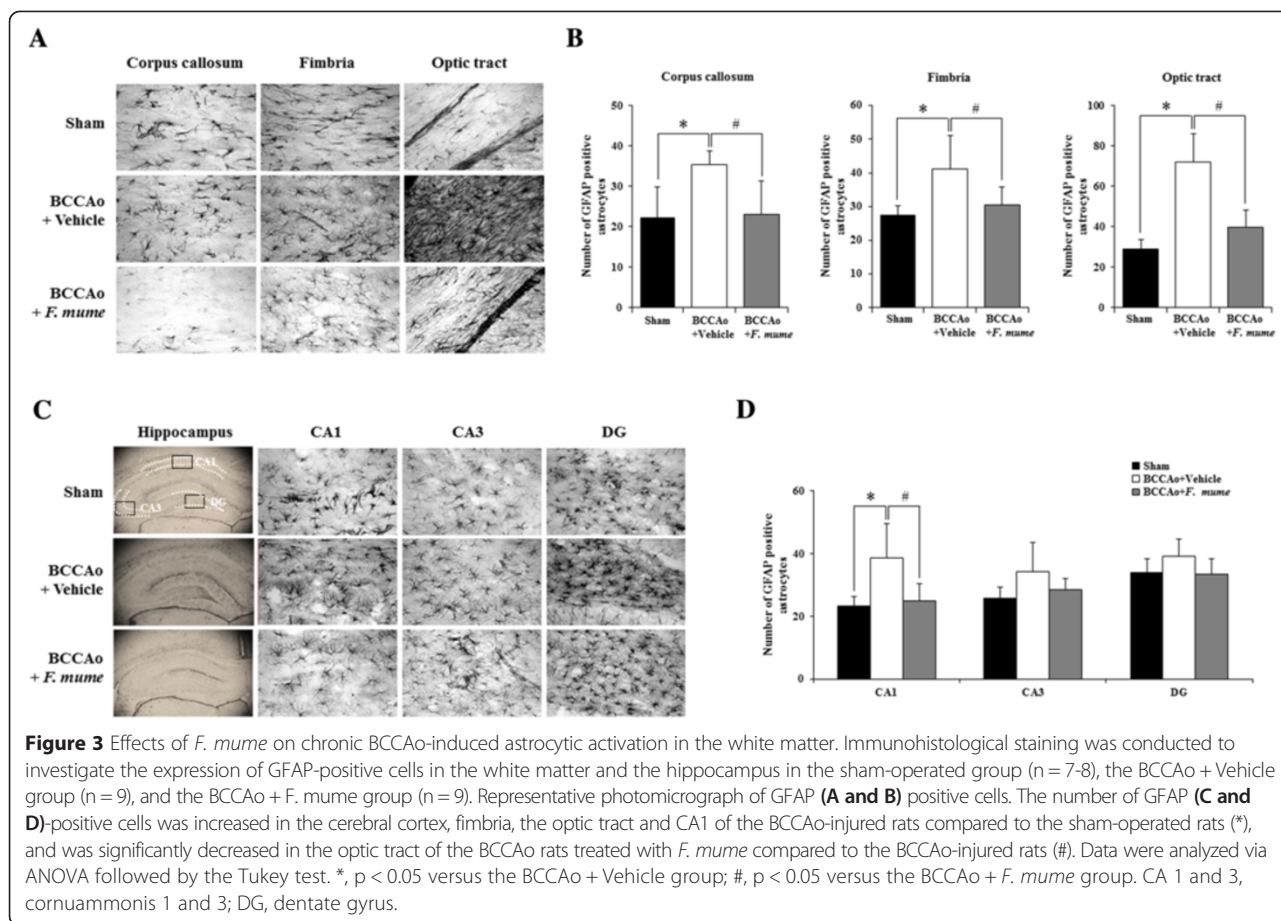 A
Corpus callosum Fimbria Optic tract
Sham
BCCAo
+ Vehicle
BCCAo
+ F. mume
B
Corpus callosum
Number of GFAP positive
astrocytes
50
40
30
20
10
0
* #
Sham BCCAo BCCAo
+Vehicle +F. mume
Fimbria
Number of GFAP positive
astrocytes
60
50
40
30
20
10
0
* #
Sham BCCAo BCCAo
+Vehicle +F. mume
Optic tract
Number of GFAP positive
astrocytes
100
80
60
40
20
0
* #
Sham BCCAo BCCAo
+Vehicle +F. mume
C
Hippocampus CA1 CA3 DG
Sham
CA1
CA3
DG
BCCAo
+ Vehicle
BCCAo
+ F. mume
D
Sham
BCCAo+Vehicle
BCCAo+F. mume
Number of GFAP positive
astrocytes
60
40
20
0
* #
CA1 CA3 DG
Figure 3 Effects of F. mume on chronic BCCAo-induced astrocytic activation in the white matter. Immunohistological staining was conducted to
investigate the expression of GFAP-positive cells in the white matter and the hippocampus in the sham-operated group (n = 7-8), the BCCAo + Vehicle
group (n = 9), and the BCCAo + F. mume group (n = 9). Representative photomicrograph of GFAP (A and B) positive cells. The number of GFAP (C and
D)-positive cells was increased in the cerebral cortex, fimbria, the optic tract and CA1 of the BCCAo-injured rats compared to the sham-operated rats (*),
and was significantly decreased in the optic tract of the BCCAo rats treated with F. mume compared to the BCCAo-injured rats (#). Data were analyzed via
ANOVA followed by the Tukey test. *, p < 0.05 versus the BCCAo + Vehicle group; #, p < 0.05 versus the BCCAo + F. mume group. CA 1 and 3,
cornuammonis 1 and 3; DG, dentate gyrus.